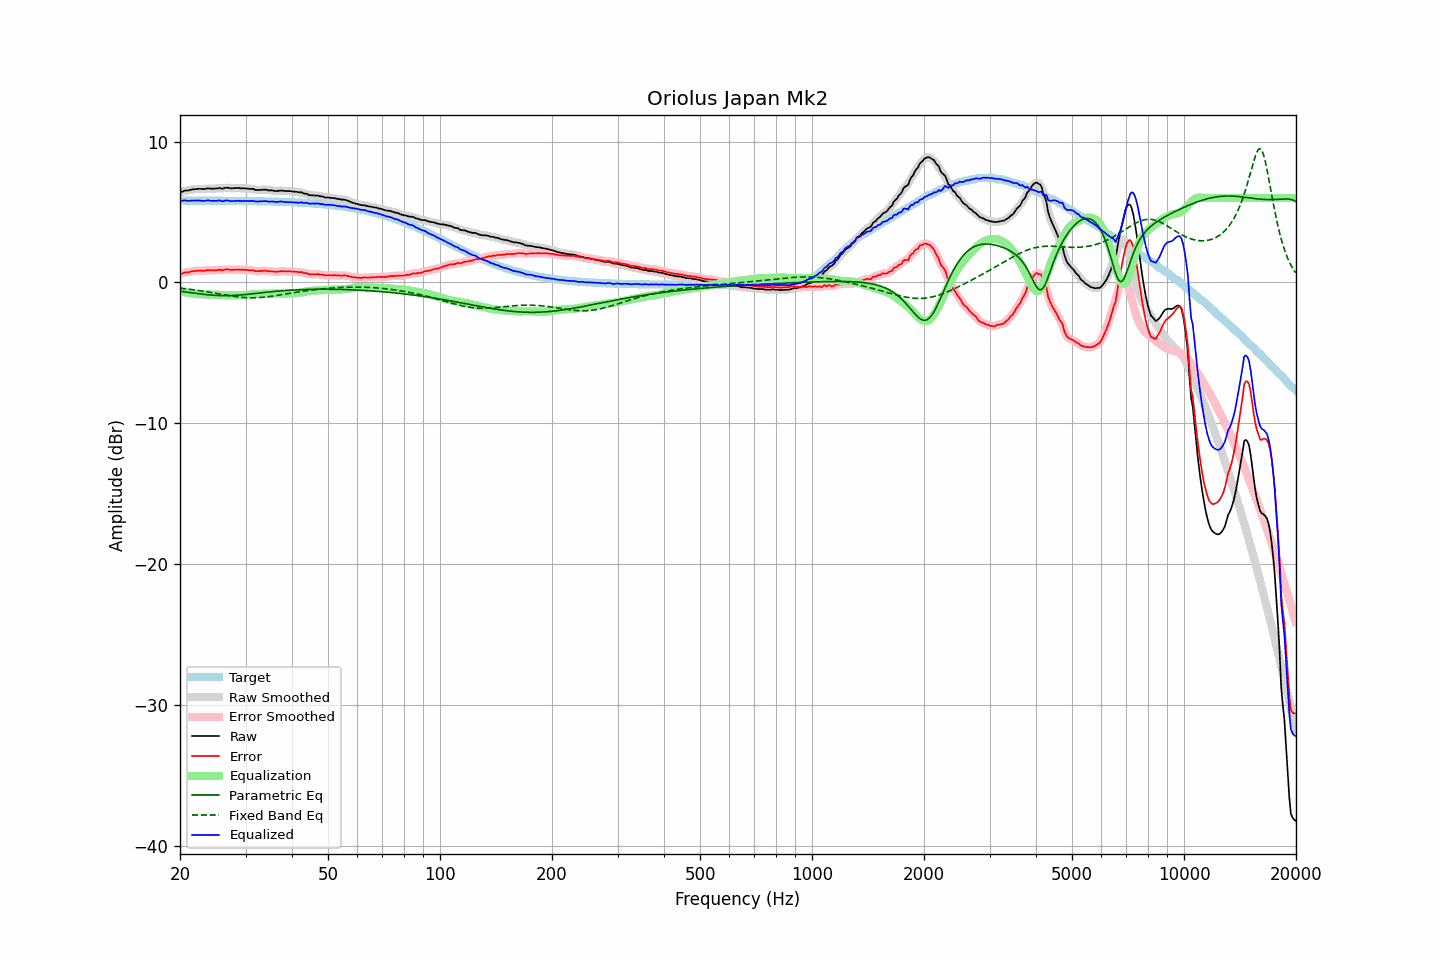 Oriolus Japan Mk2
Amplitude (dBr)
10
0
−10
−20
−30
−40
Target
Raw Smoothed
Error Smoothed
Raw
Error
Equalization
Parametric Eq
Fixed Band Eq
Equalized
20 50 100 200 500 1000 2000 5000 10000 20000
Frequency (Hz)